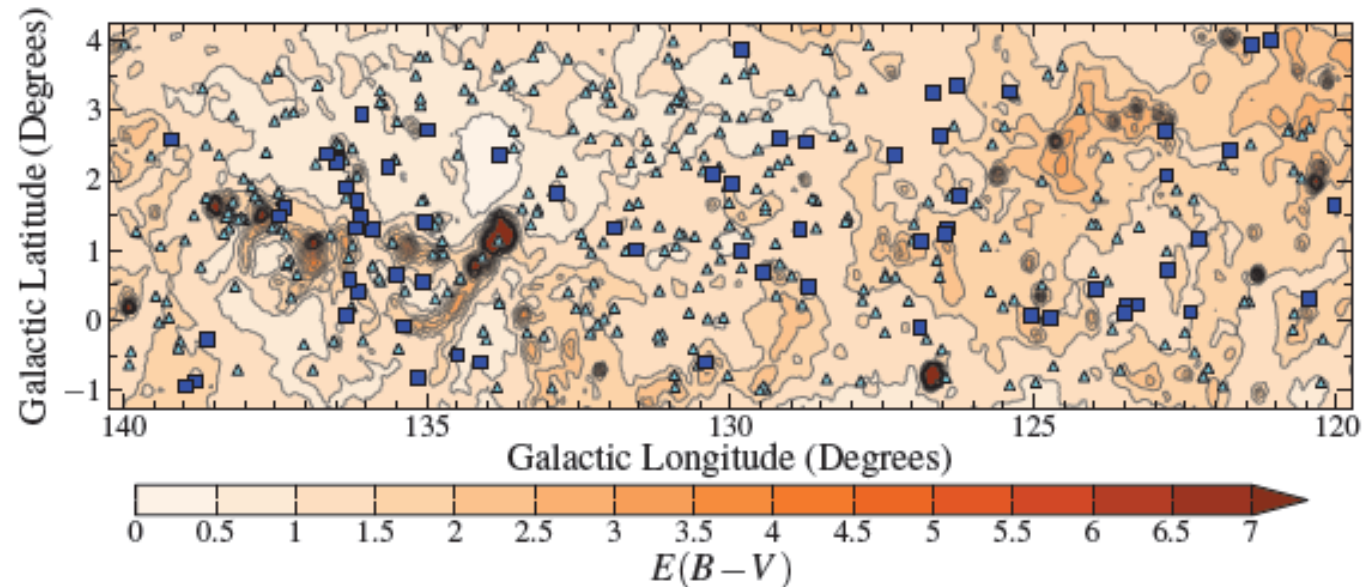 Galactic Latitude (Degrees)
4
3
2
1
0
−1
140 135 130 125 120
Galactic Longitude (Degrees)
0 0.5 1 1.5 2 2.5 3 3.5 4 4.5 5 5.5 6 6.5 7
E(B−V)